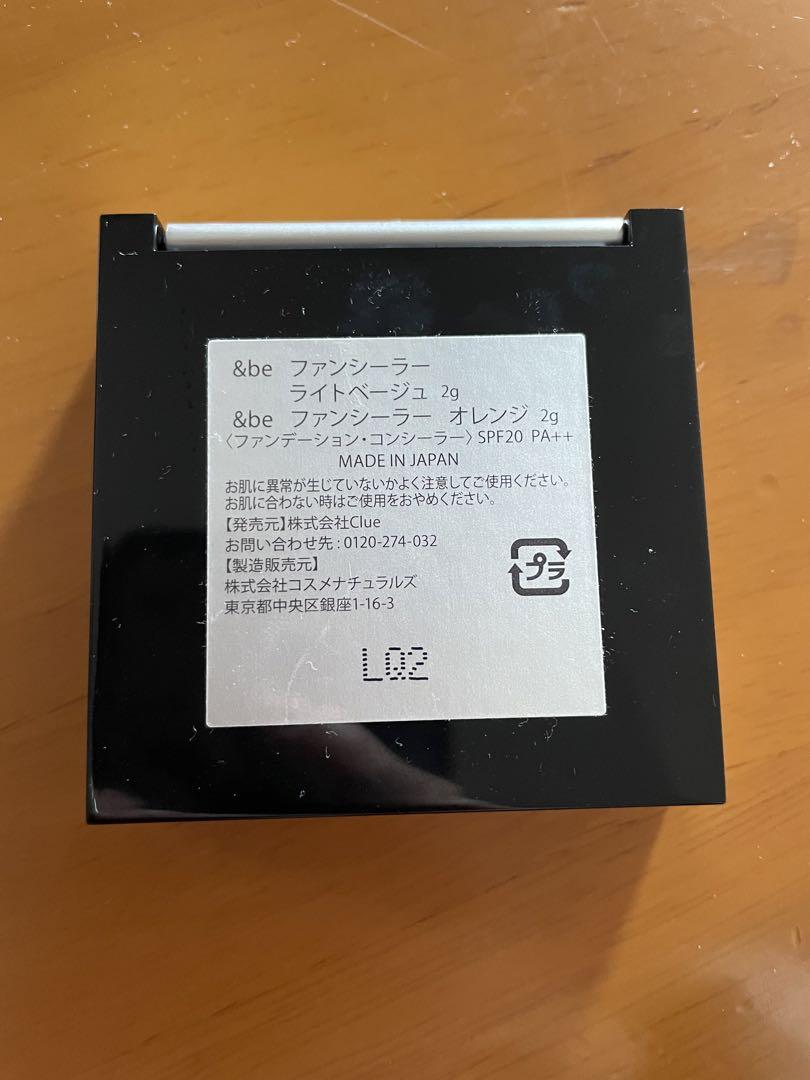 &be ファンシーラー
ライトベージュ 2g
&be ファンシーラー オレンジ 2g
〈ファンデーション・コンシーラー〉SPF20 PA++
MADE IN JAPAN
お肌に異常が生じていないかよく注意してご使用ください。
お肌に合わない時はご使用をおやめください。
【発売元】株式会社Clue
お問い合わせ先：0120-274-032
【製造販売元】
株式会社コスメナチュラルズ
東京都中央区銀座1-16-3
プラ
LQ2